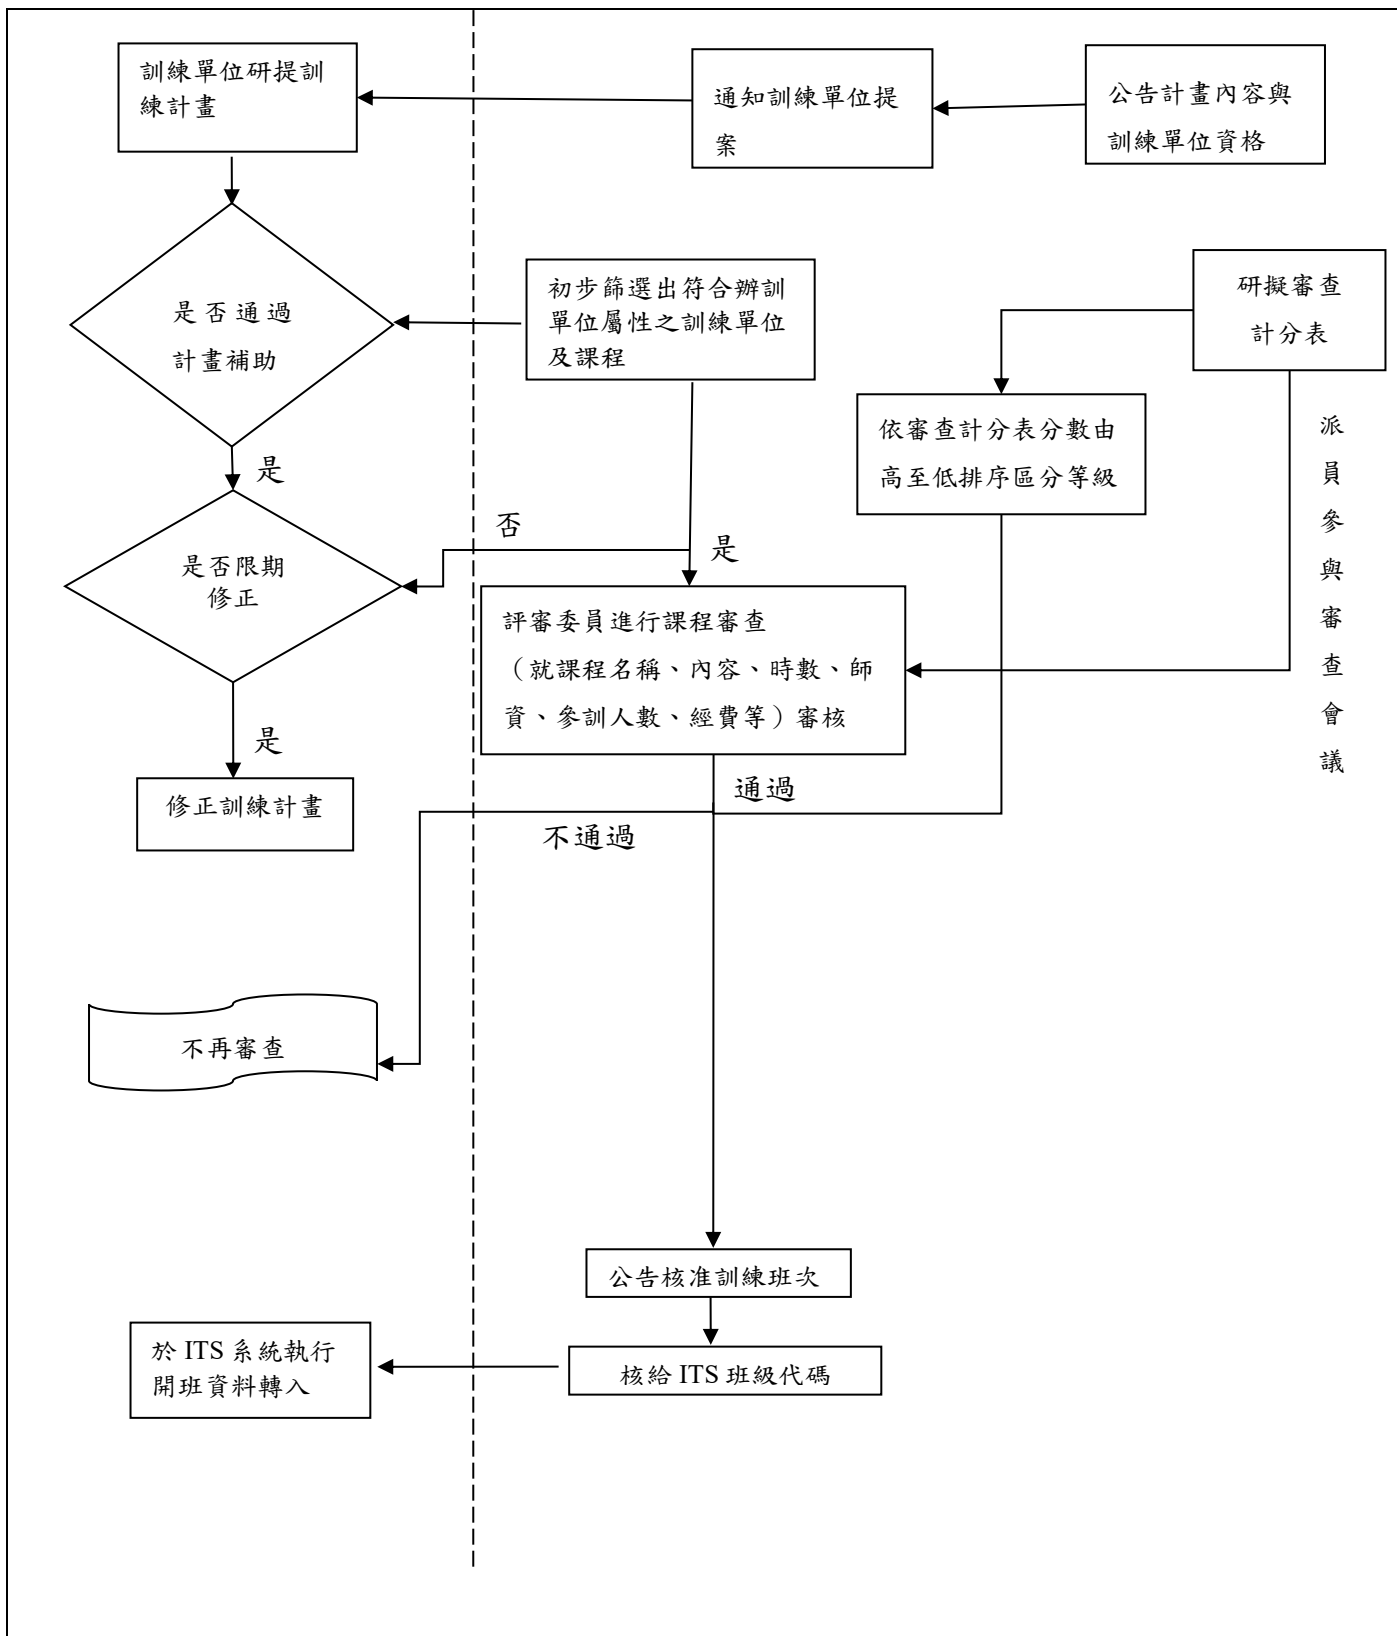 訓練單位研提訓
練計畫
通知訓練單位提
案
公告計畫內容與
訓練單位資格
是否通過
計畫補助
初步篩選出符合辦訓
單位屬性之訓練單位
及課程
研擬審查
計分表
依審查計分表分數由
高至低排序區分等級
派
員
參
與
審
查
會
議
是
否
是
是否限期
修正
評審委員進行課程審查
（就課程名稱、內容、時數、師
資、參訓人數、經費等）審核
是
修正訓練計畫
通過
不通過
不再審查
公告核准訓練班次
於 ITS 系統執行
開班資料轉入
核給 ITS 班級代碼